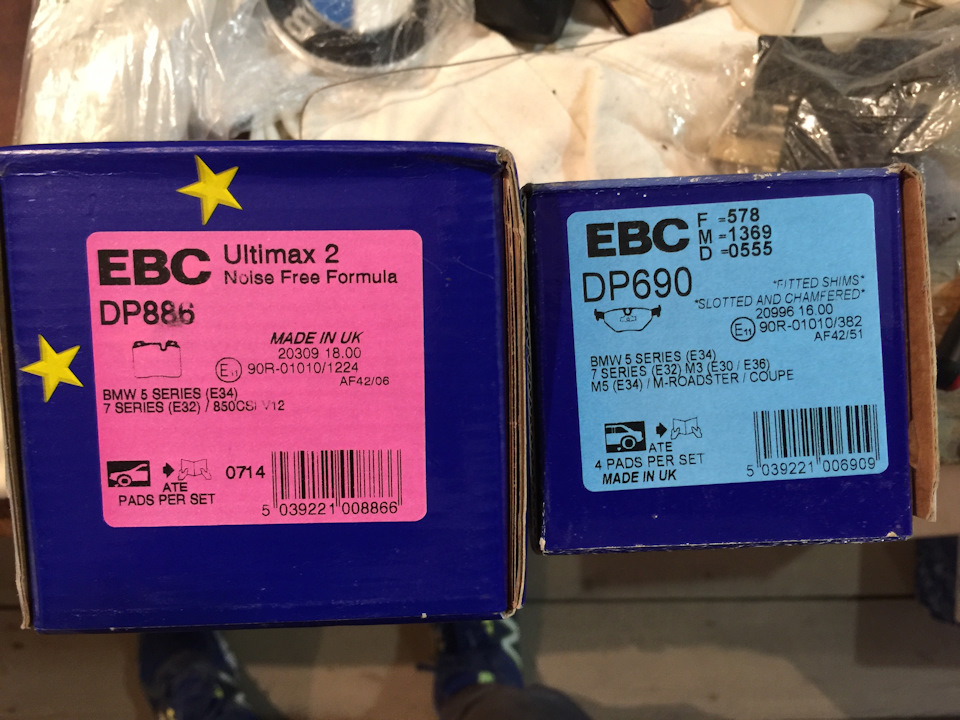 EBC Ultimax 2
Noise Free Formula
DP886
MADE IN UK
20309 18.00
E11 90R-01010/1224
AF42/06
BMW 5 SERIES (E34)
7 SERIES (E32) / 850CSI V12
ATE
PADS PER SET
0714
5 039221 008866
EBC F =578
M =1369
D =0555
DP690
*FITTED SHIMS*
*SLOTTED AND CHAMFERED*
20996 16.00
E11 90R-01010/382
AF42/51
BMW 5 SERIES (E34)
7 SERIES (E32) M3 (E30 / E36)
M5 (E34) / M-ROADSTER / COUPE
ATE
4 PADS PER SET
MADE IN UK
5 039221 006909